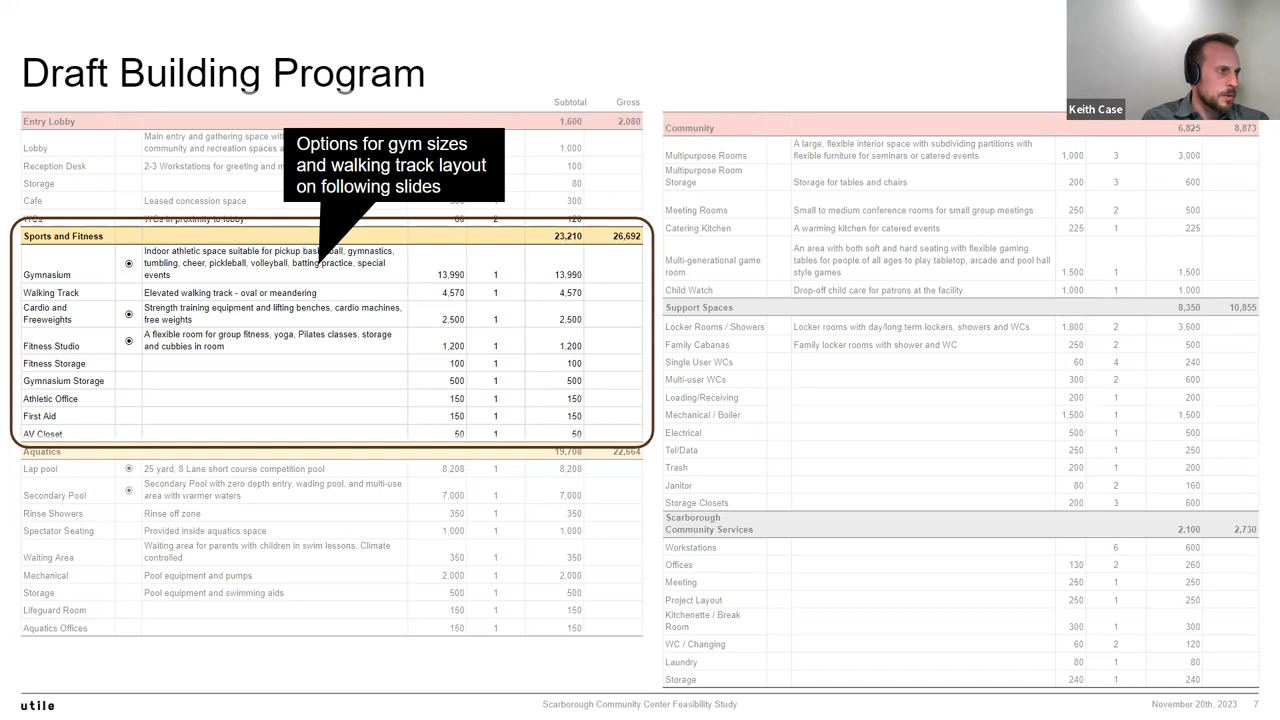 Draft Building Program
Keith Case
Subtotal Gross
Entry Lobby 1,600 2,080
Main entry and gathering space with
Lobby community and recreation spaces 1,000
Reception Desk 2-3 Workstations for greeting and 100
Storage 80
Cafe Leased concession space 300
WCs WCs in proximity to lobby 60 2 120
Options for gym sizes
and walking track layout
on following slides
Sports and Fitness 23,210 26,692
Indoor athletic space suitable for pickup basketball, gymnastics,
tumbling, cheer, pickleball, volleyball, batting practice, special
Gymnasium events 13,990 1 13,990
Walking Track Elevated walking track - oval or meandering 4,570 1 4,570
Cardio and Strength training equipment and lifting benches, cardio machines,
Freeweights free weights 2,500 1 2,500
A flexible room for group fitness, yoga, Pilates classes, storage
Fitness Studio and cubbies in room 1,200 1 1,200
Fitness Storage 100 1 100
Gymnasium Storage 500 1 500
Athletic Office 150 1 150
First Aid 150 1 150
AV Closet 50 1 50
Aquatics 19,708 22,664
Lap pool 25 yard, 8 Lane short course competition pool 8,208 1 8,208
Secondary Pool with zero depth entry, wading pool, and multi-use
Secondary Pool area with warmer waters 7,000 1 7,000
Rinse Showers Rinse off zone 350 1 350
Spectator Seating Provided inside aquatics space 1,000 1 1,000
Waiting area for parents with children in swim lessons. Climate
Waiting Area controlled 350 1 350
Mechanical Pool equipment and pumps 2,000 1 2,000
Storage Pool equipment and swimming aids 500 1 500
Lifeguard Room 150 1 150
Aquatics Offices 150 1 150
Community 6,825 8,873
A large, flexible interior space with subdividing partitions with
Multipurpose Rooms flexible furniture for seminars or catered events 1,000 3 3,000
Multipurpose Room
Storage Storage for tables and chairs 200 3 600
Meeting Rooms Small to medium conference rooms for small group meetings 250 2 500
Catering Kitchen A warming kitchen for catered events 225 1 225
An area with both soft and hard seating with flexible gaming
Multi-generational game tables for people of all ages to play tabletop, arcade and pool hall
room style games 1,500 1 1,500
Child Watch Drop-off child care for patrons at the facility 1,000 1 1,000
Support Spaces 8,350 10,855
Locker Rooms / Showers Locker rooms with day/long term lockers, showers and WCs 1,800 2 3,600
Family Cabanas Family locker rooms with shower and WC 250 2 500
Single User WCs 60 4 240
Multi-user WCs 300 2 600
Loading/Receiving 200 1 200
Mechanical / Boiler 1,500 1 1,500
Electrical 500 1 500
Tel/Data 250 1 250
Trash 200 1 200
Janitor 80 2 160
Storage Closets 200 3 600
Scarborough
Community Services 2,100 2,730
Workstations 6 600
Offices 130 2 260
Meeting 250 1 250
Project Layout 250 1 250
Kitchenette / Break
Room 300 1 300
WC / Changing 60 2 120
Laundry 80 1 80
Storage 240 1 240
utile Scarborough Community Center Feasibility Study November 20th, 2023 7